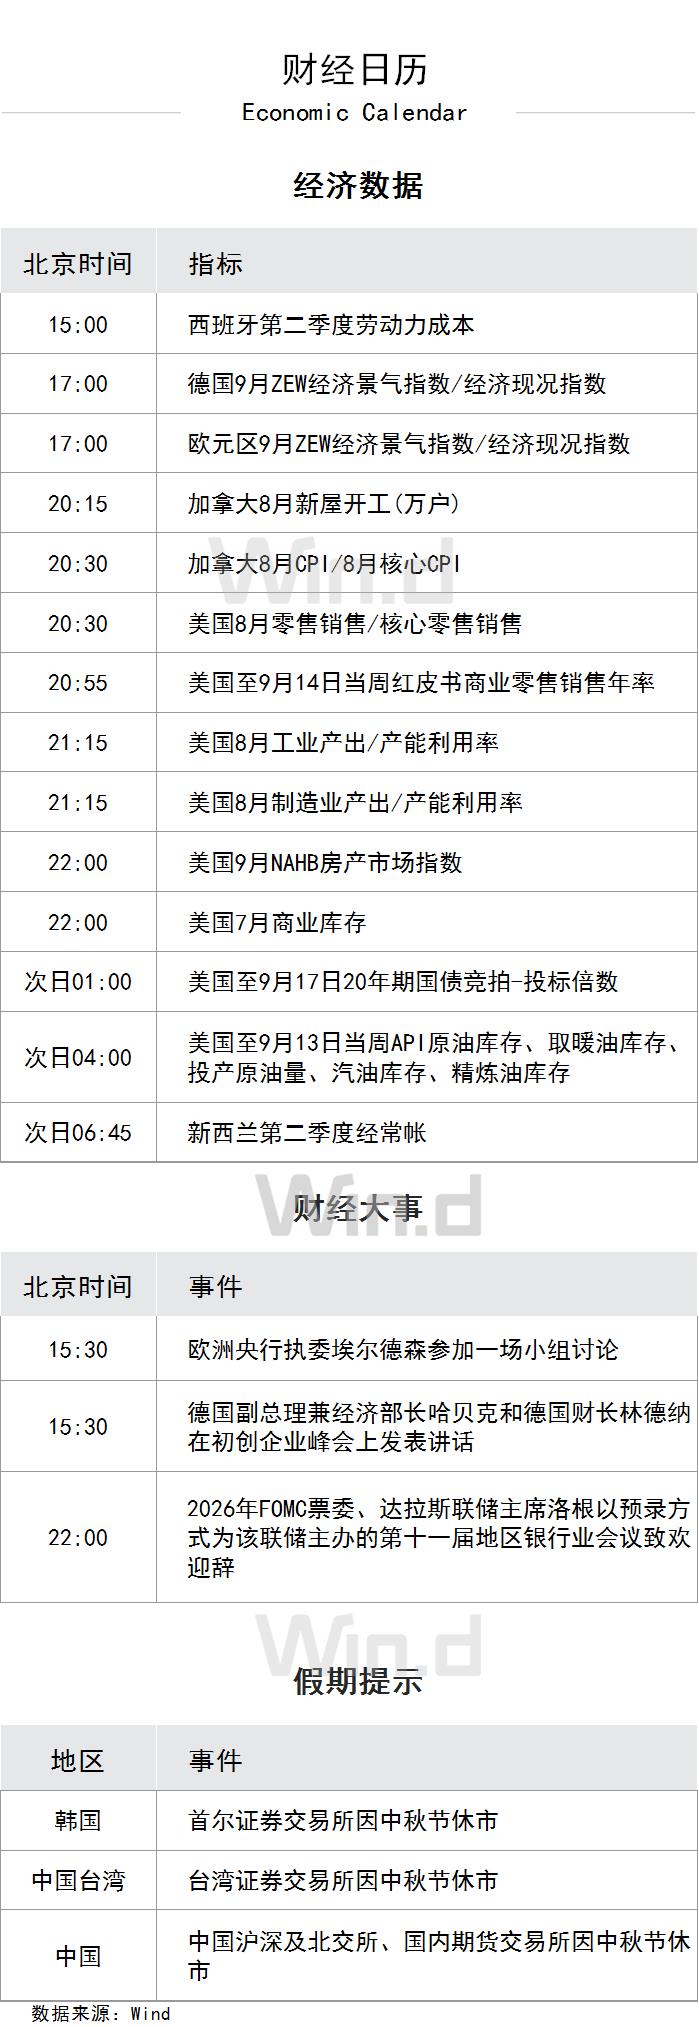 财经日历
Economic Calendar
经济数据
北京时间 指标
15:00 西班牙第二季度劳动力成本
17:00 德国9月ZEW经济景气指数/经济现况指数
17:00 欧元区9月ZEW经济景气指数/经济现况指数
20:15 加拿大8月新屋开工(万户)
20:30 加拿大8月CPI/8月核心CPI
20:30 美国8月零售销售/核心零售销售
20:55 美国至9月14日当周红皮书商业零售销售年率
21:15 美国8月工业产出/产能利用率
21:15 美国8月制造业产出/产能利用率
22:00 美国9月NAHB房产市场指数
22:00 美国7月商业库存
次日01:00 美国至9月17日20年期国债竞拍-投标倍数
次日04:00 美国至9月13日当周API原油库存、取暖油库存、
投产原油量、汽油库存、精炼油库存
次日06:45 新西兰第二季度经常帐
财经大事
北京时间 事件
15:30 欧洲央行执委埃尔德森参加一场小组讨论
15:30 德国副总理兼经济部长哈贝克和德国财长林德纳
在初创企业峰会上发表讲话
22:00 2026年FOMC票委、达拉斯联储主席洛根以预录方
式为该联储主办的第十一届地区银行业会议致欢
迎辞
假期提示
地区 事件
韩国 首尔证券交易所因中秋节休市
中国台湾 台湾证券交易所因中秋节休市
中国 中国沪深及北交所、国内期货交易所因中秋节休
市
数据来源：Wind
Win.d
Win.d
Win.d